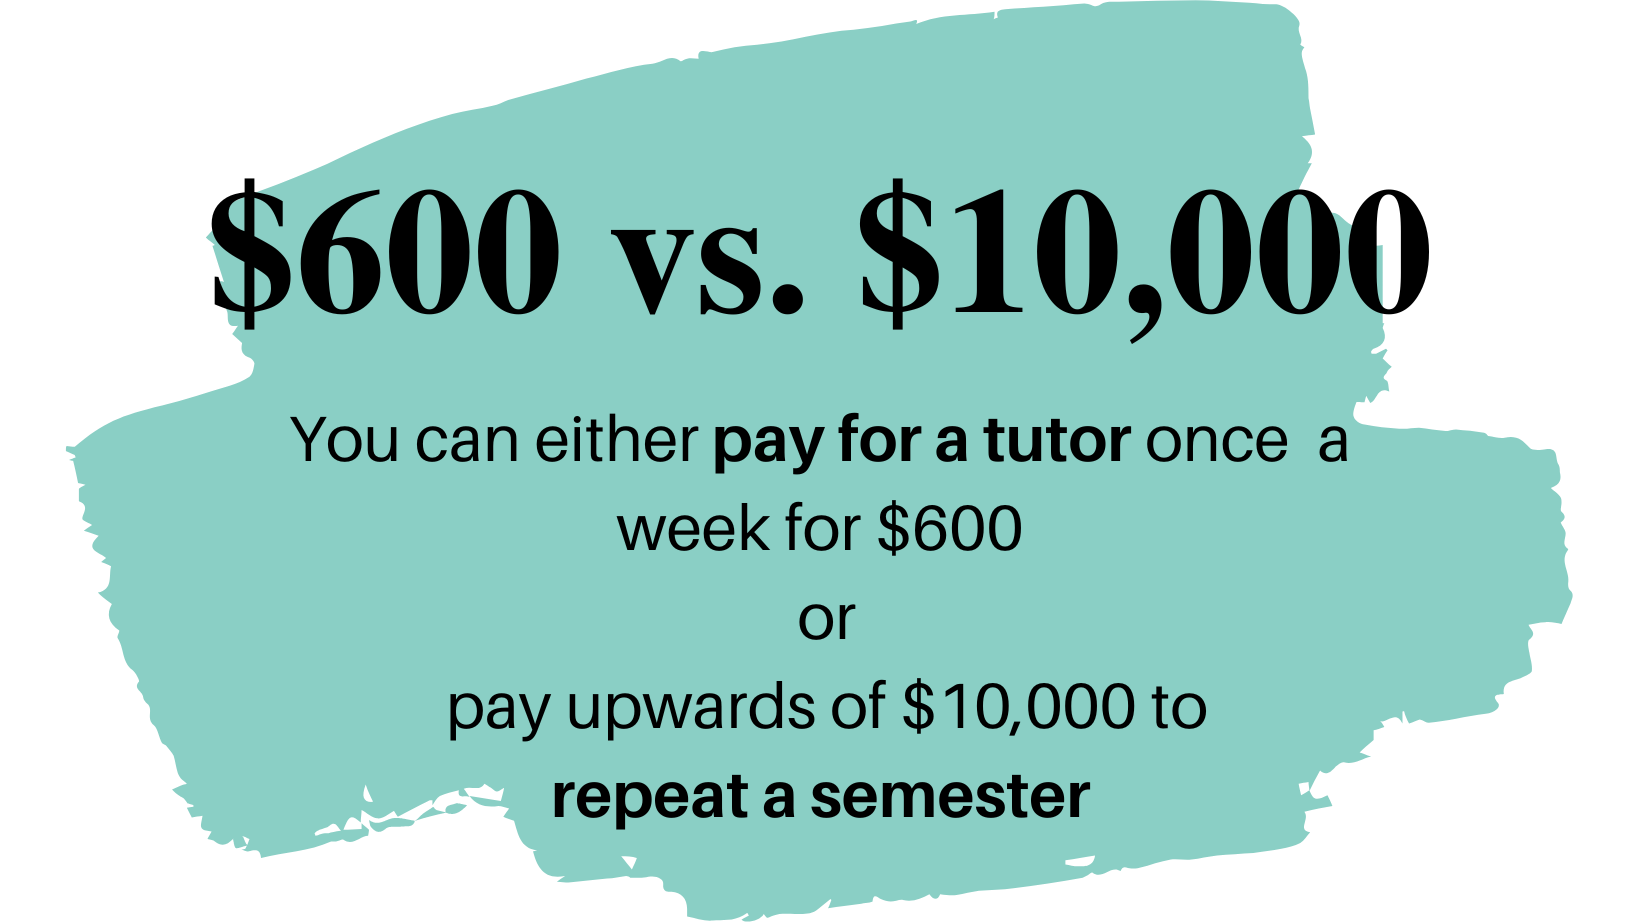 $600 vs. $10,000
You can either pay for a tutor once  a
week for $600
or
pay upwards of $10,000 to
repeat a semester